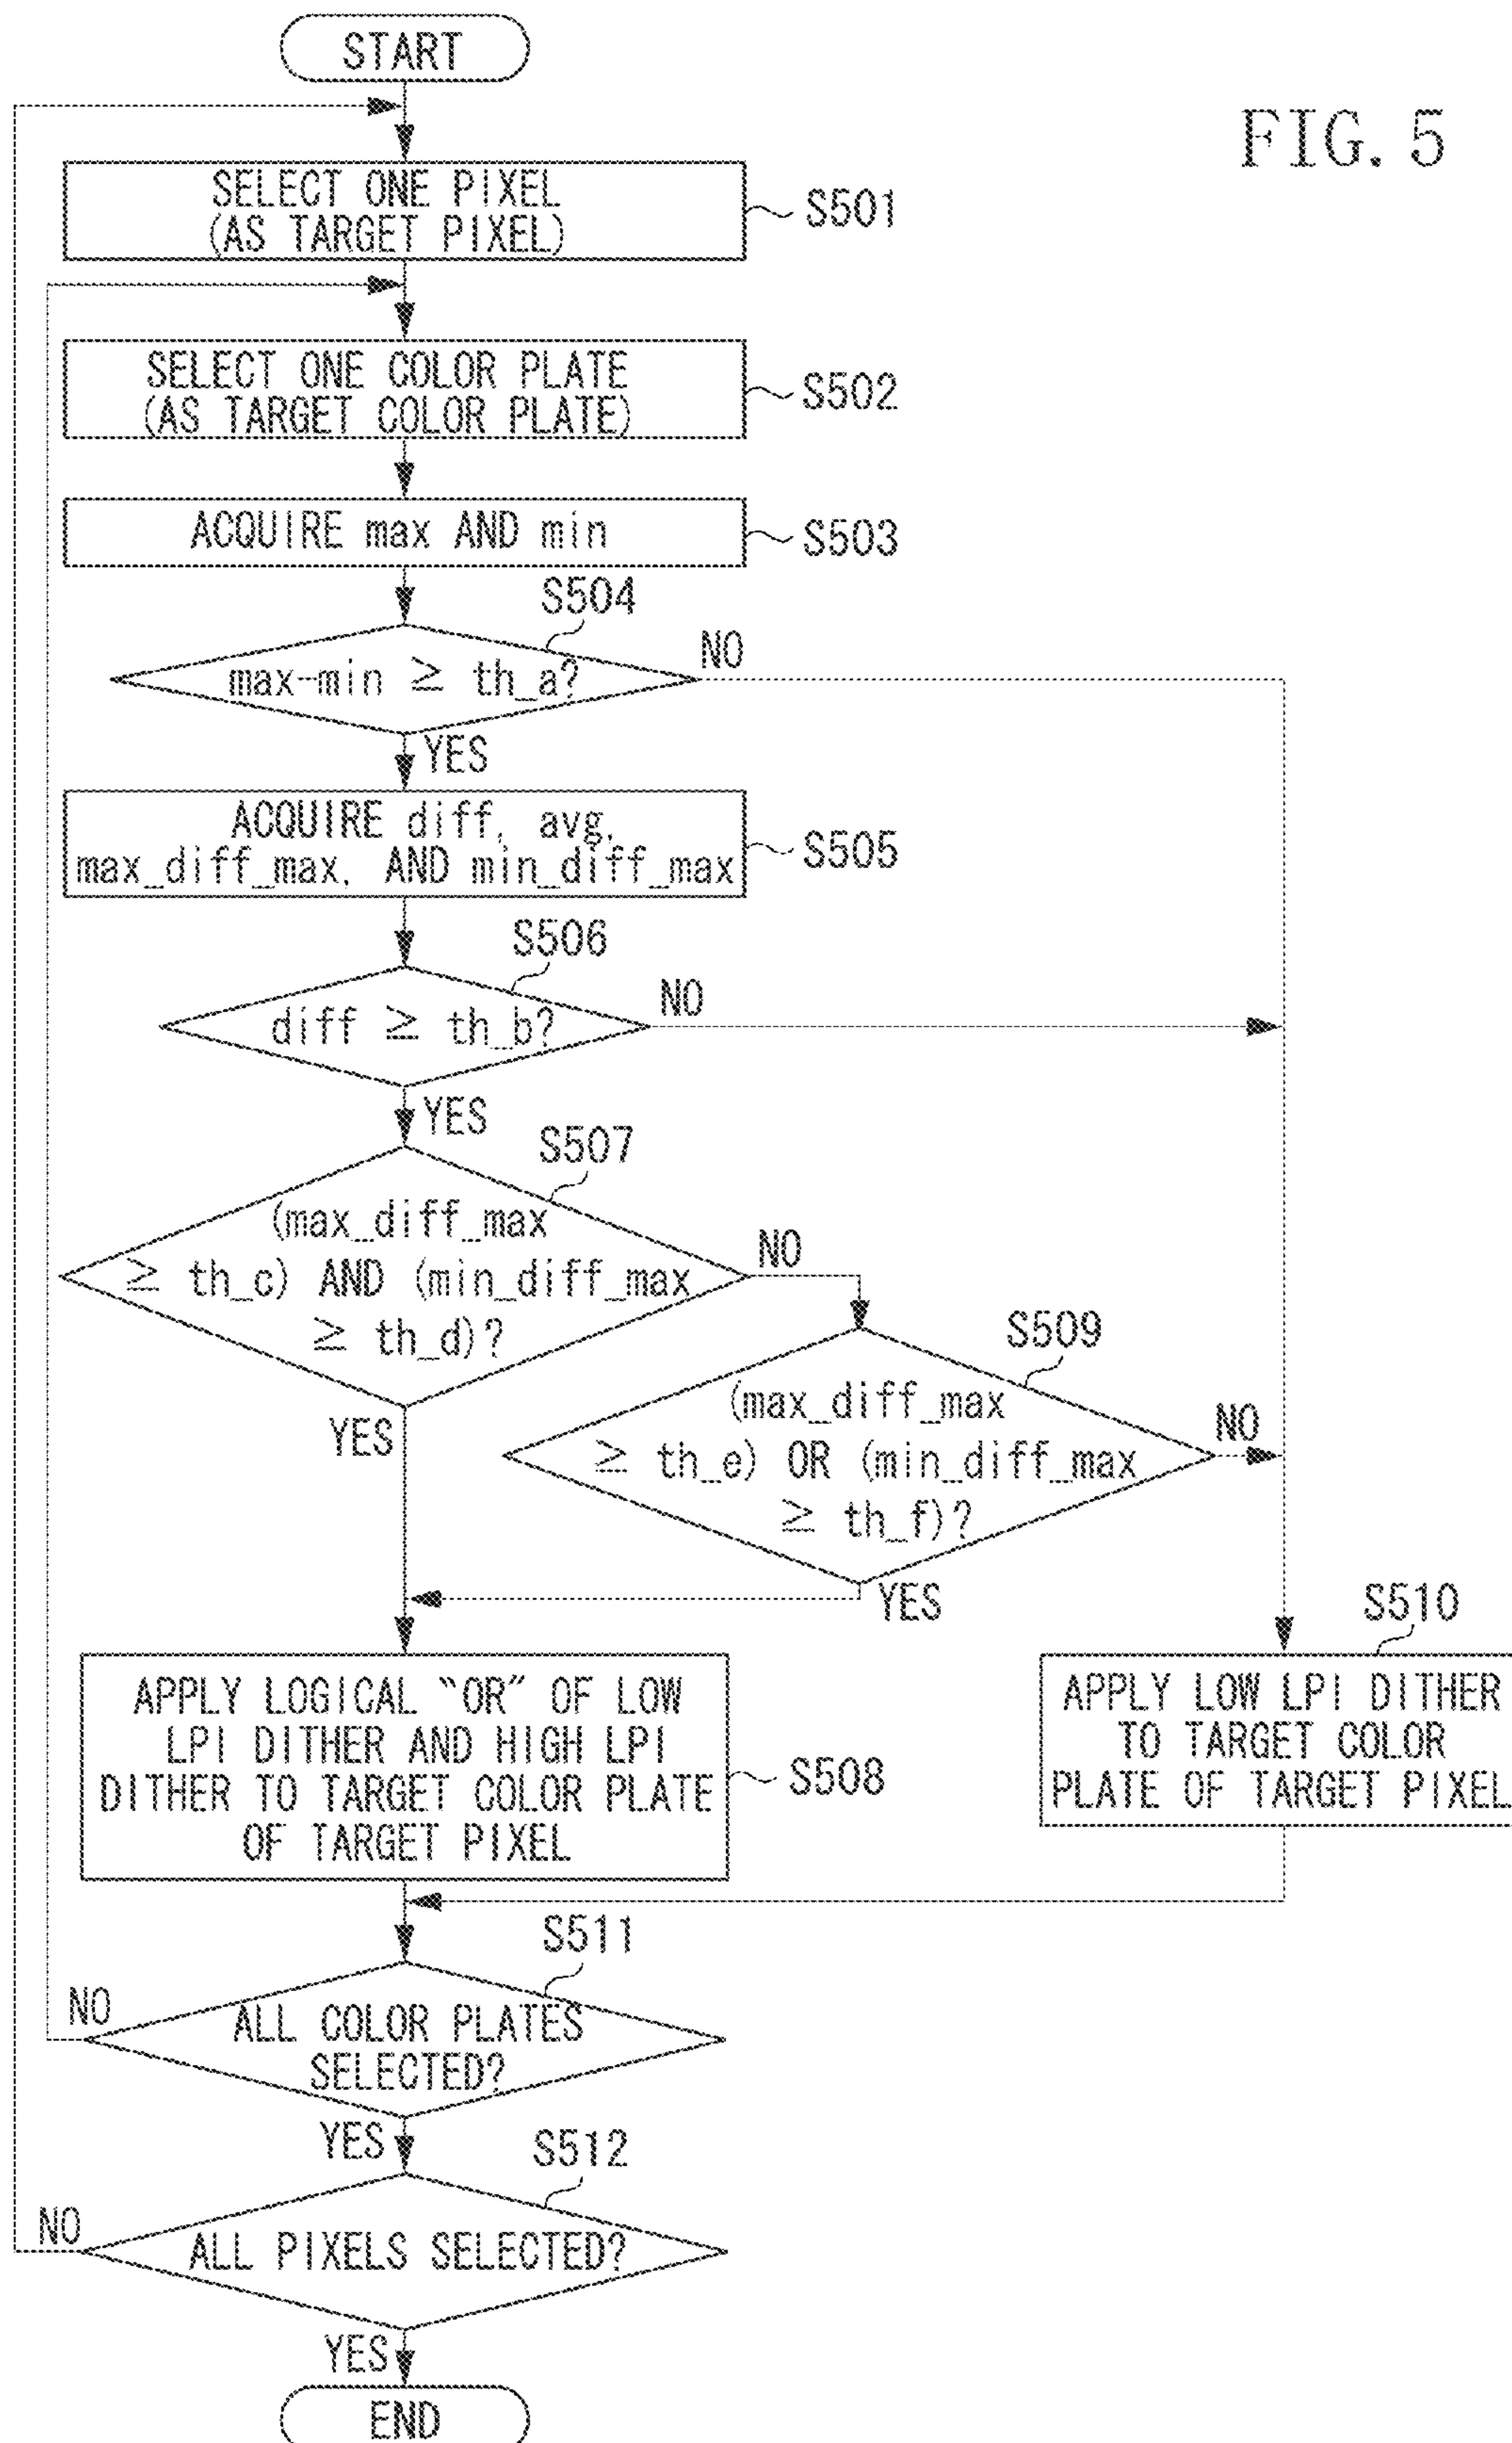 START
FIG. 5
SELECT ONE PIXEL
(AS TARGET PIXEL)
S501
SELECT ONE COLOR PLATE
(AS TARGET COLOR PLATE)
S502
ACQUIRE max AND min
S503
S504
max-min ≧ th_a?
NO
YES
ACQUIRE diff, avg,
max_diff_max, AND min_diff_max
S505
S506
diff ≧ th_b?
NO
YES
S507
(max_diff_max
≧ th_c) AND (min_diff_max
≧ th_d)?
NO
YES
S509
(max_diff_max
≧ th_e) OR (min_diff_max
≧ th_f)?
NO
YES
APPLY LOGICAL “OR” OF LOW
LPI DITHER AND HIGH LPI
DITHER TO TARGET COLOR PLATE
OF TARGET PIXEL
S508
S510
APPLY LOW LPI DITHER
TO TARGET COLOR
PLATE OF TARGET PIXEL
S511
ALL COLOR PLATES
SELECTED?
NO
YES
S512
ALL PIXELS SELECTED?
NO
YES
END